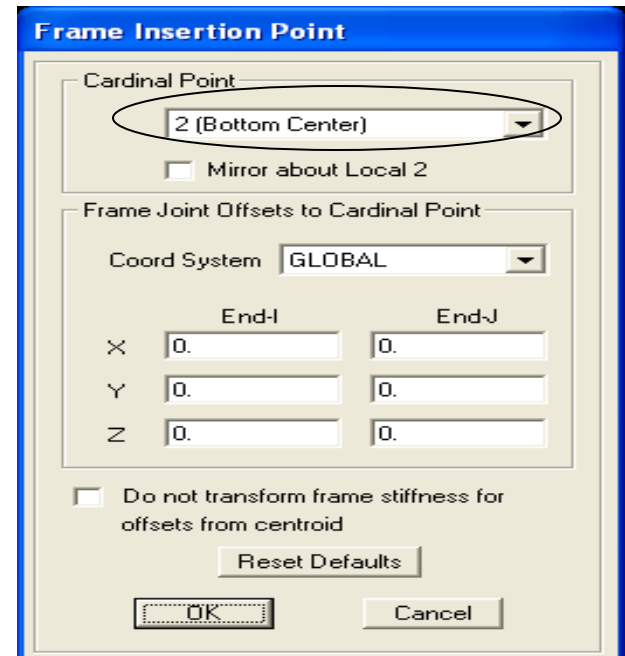 Frame Insertion Point
Cardinal Point
2 (Bottom Center)
Mirror about Local 2
Frame Joint Offsets to Cardinal Point
Coord System GLOBAL
End-I End-J
X 0. 0.
Y 0. 0.
Z 0. 0.
Do not transform frame stiffness for
offsets from centroid
Reset Defaults
OK Cancel